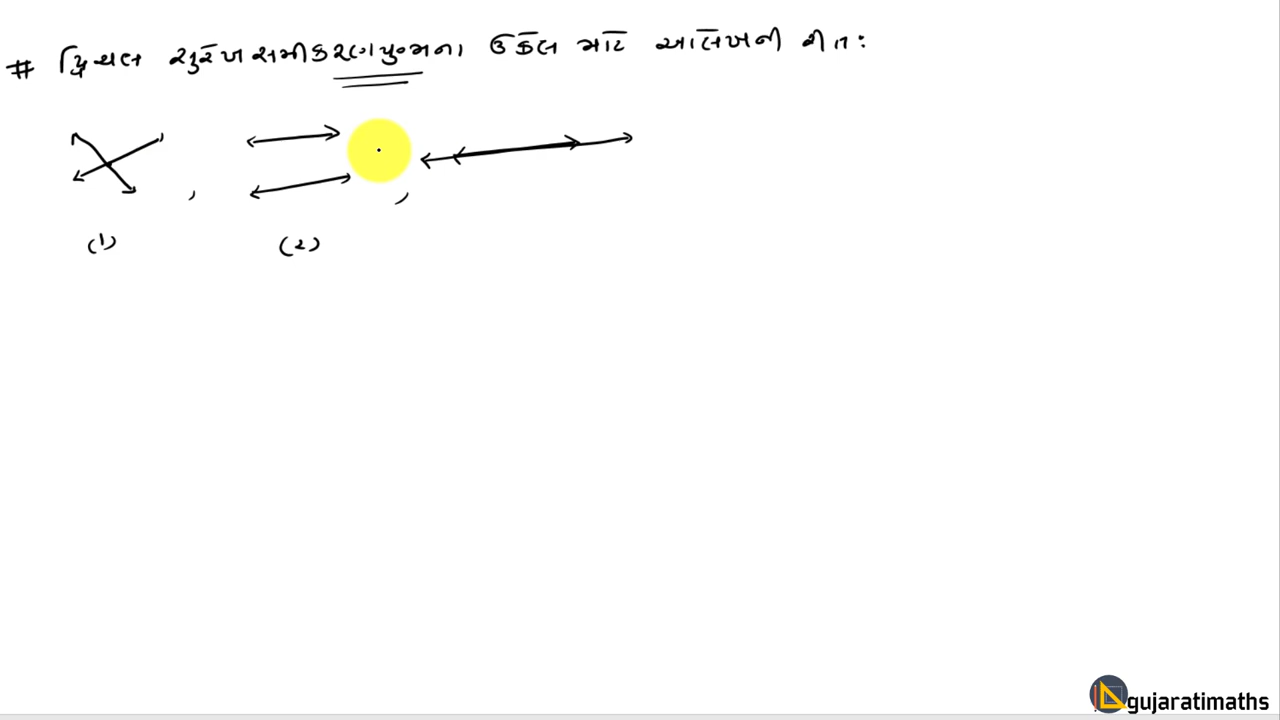 # દ્વિચલ સુરેખ સમીકરણયુગ્મના ઉકેલ માટે આલેખની રીત :
, ,
(1) (2)
gujaratimaths